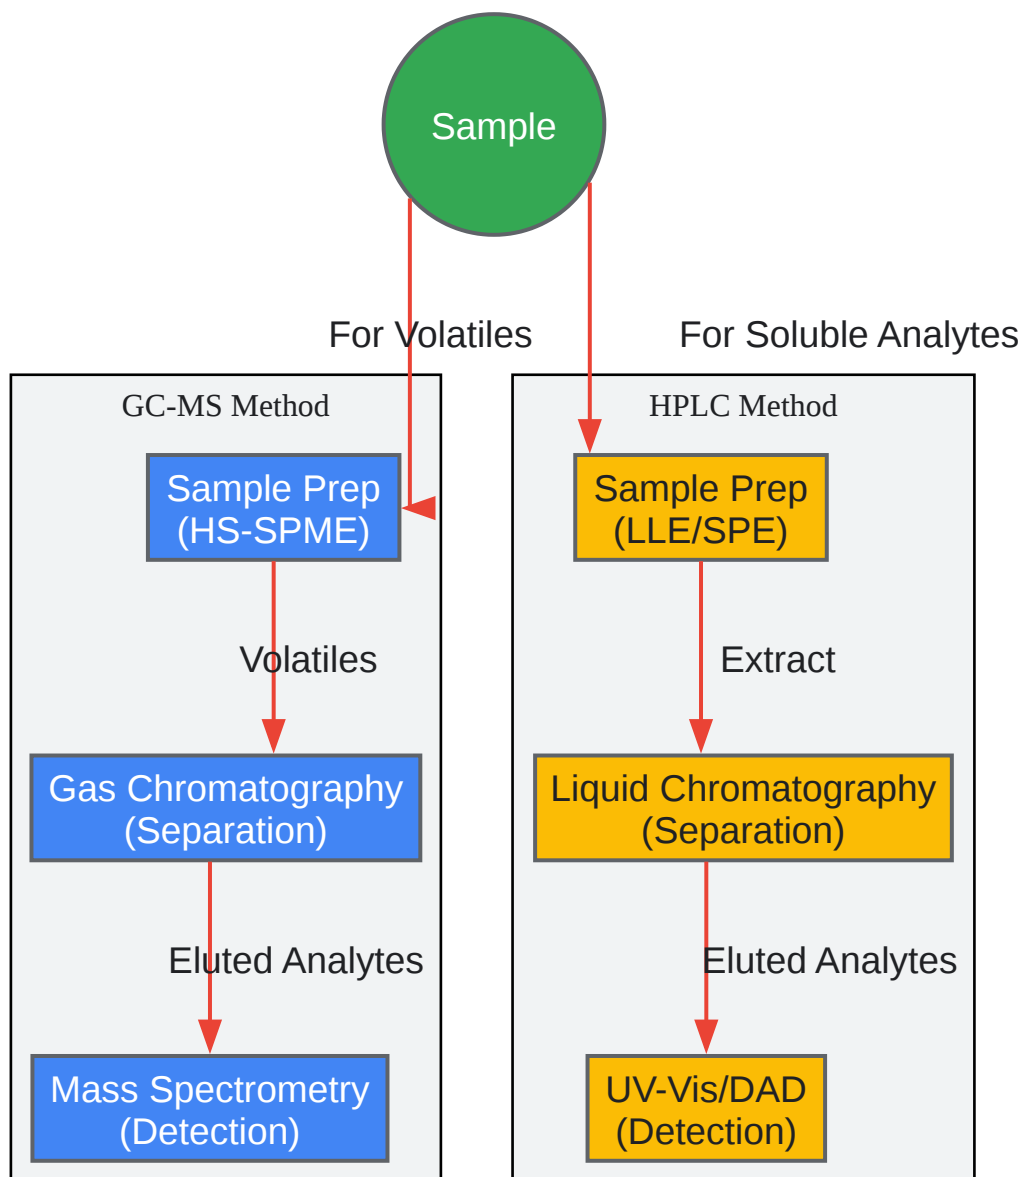 Sample
For Volatiles
For Soluble Analytes
GC-MS Method
HPLC Method
Sample Prep
(HS-SPME)
Sample Prep
(LLE/SPE)
Volatiles
Extract
Gas Chromatography
(Separation)
Liquid Chromatography
(Separation)
Eluted Analytes
Eluted Analytes
Mass Spectrometry
(Detection)
UV-Vis/DAD
(Detection)